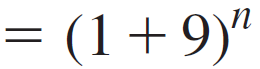 = (1 + 9)ⁿ